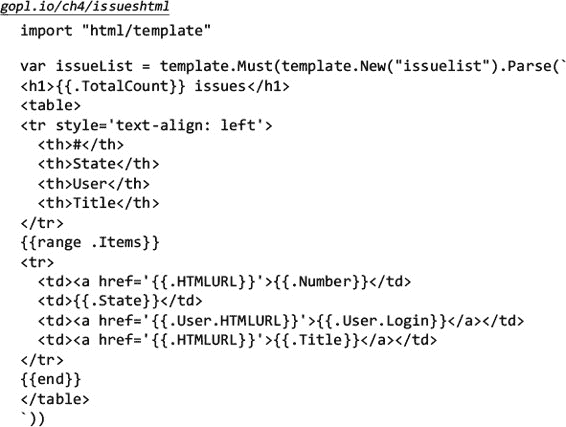 gopl.io/ch4/issueshtml
import "html/template"
var issueList = template.Must(template.New("issuelist").Parse(`
<h1>{{.TotalCount}} issues</h1>
<table>
<tr style='text-align: left'>
<th>#</th>
<th>State</th>
<th>User</th>
<th>Title</th>
</tr>
{{range .Items}}
<tr>
<td><a href='{{.HTMLURL}}'>{{.Number}}</td>
<td>{{.State}}</td>
<td><a href='{{.User.HTMLURL}}'>{{.User.Login}}</a></td>
<td><a href='{{.HTMLURL}}'>{{.Title}}</a></td>
</tr>
{{end}}
</table>
`))